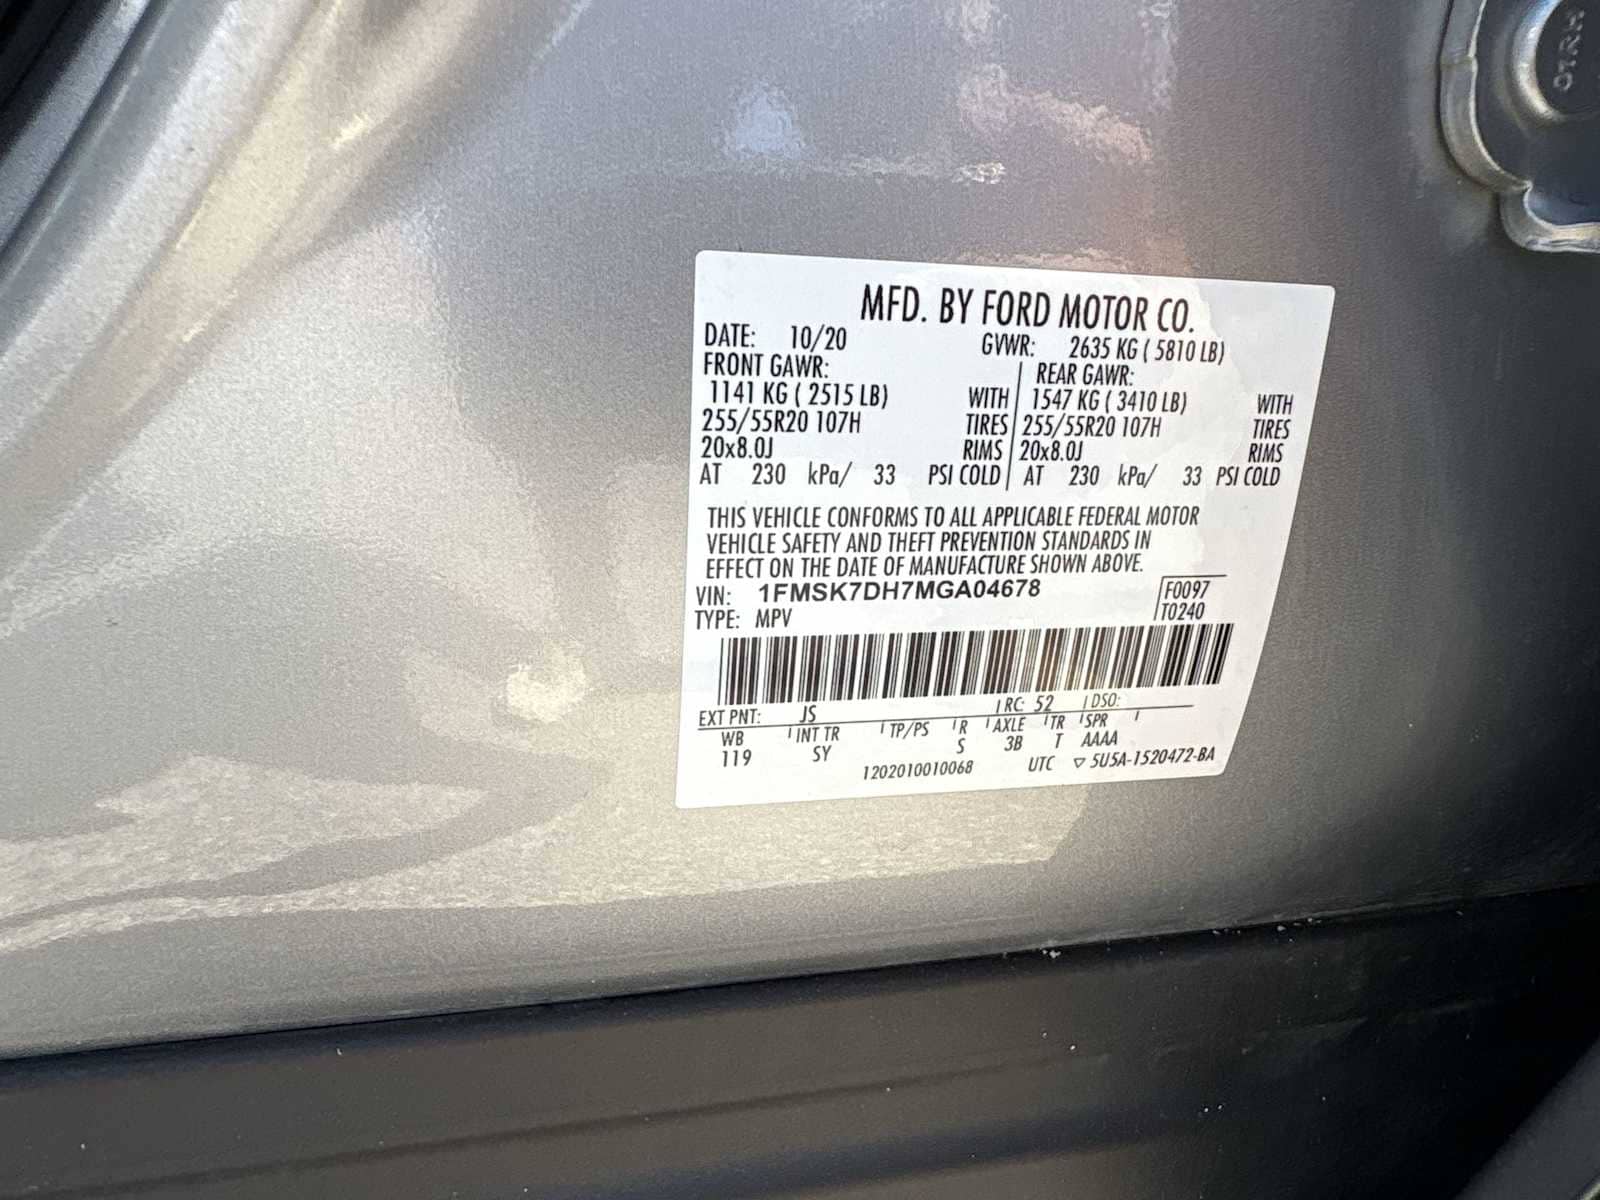 07RH
MFD. BY FORD MOTOR CO.
DATE: 10/20 GVWR: 2635 KG ( 5810 LB)
FRONT GAWR: REAR GAWR:
1141 KG ( 2515 LB) WITH 1547 KG ( 3410 LB) WITH
255/55R20 107H TIRES 255/55R20 107H TIRES
20x8.0J RIMS 20x8.0J RIMS
AT 230 kPa/ 33 PSI COLD AT 230 kPa/ 33 PSI COLD
THIS VEHICLE CONFORMS TO ALL APPLICABLE FEDERAL MOTOR
VEHICLE SAFETY AND THEFT PREVENTION STANDARDS IN
EFFECT ON THE DATE OF MANUFACTURE SHOWN ABOVE.
VIN: 1FMSK7DH7MGA04678 F0097
TYPE: MPV T0240
EXT PNT: JS RC: 52 DSO:
WB INT TR TP/PS R AXLE TR SPR
119 SY S 3B T AAAA
1202010010068 UTC ▽ 5U5A-1520472-BA